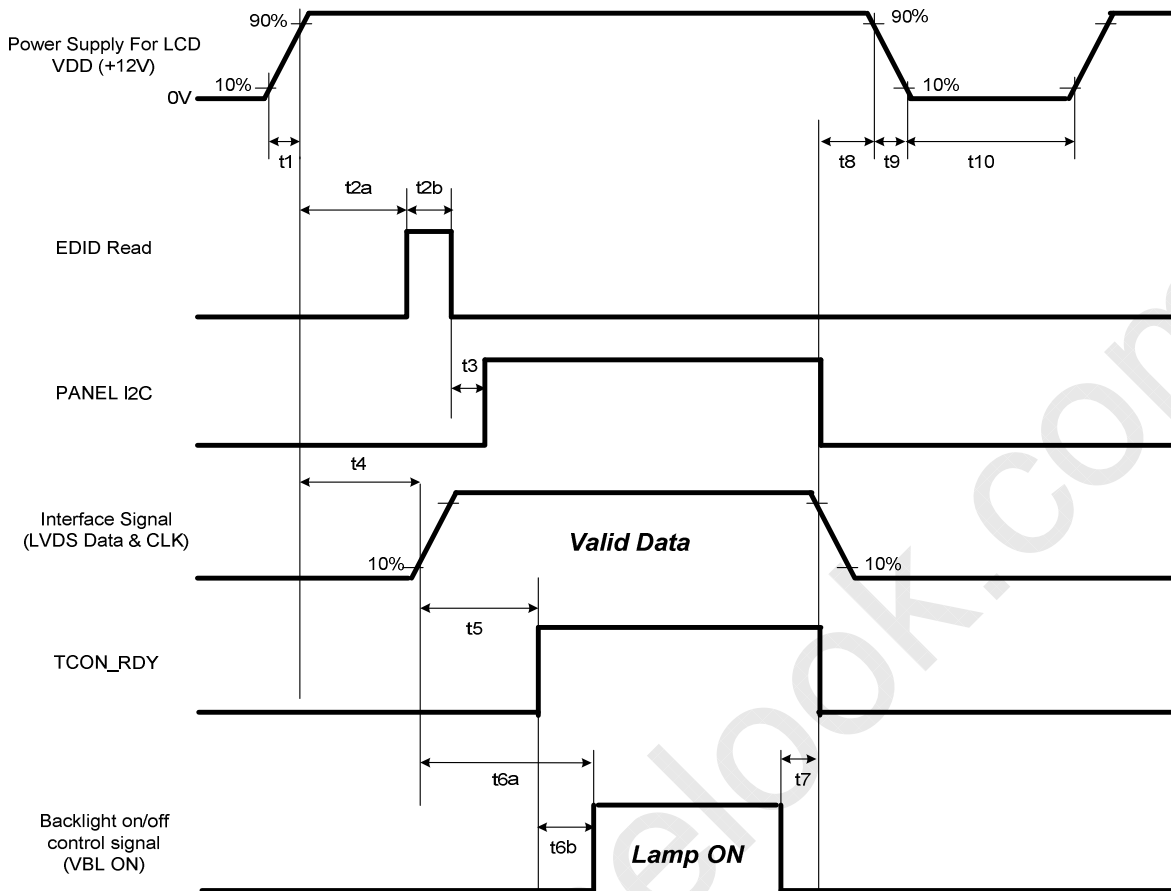 90%
90%
Power Supply For LCD
VDD (+12V)
10%
10%
0V
t1
t8
t9
t10
t2a
t2b
EDID Read
t3
PANEL I2C
t4
Interface Signal
(LVDS Data & CLK)
Valid Data
10%
10%
t5
TCON_RDY
t6a
t7
Backlight on/off
control signal
(VBL ON)
t6b
Lamp ON
elook.com